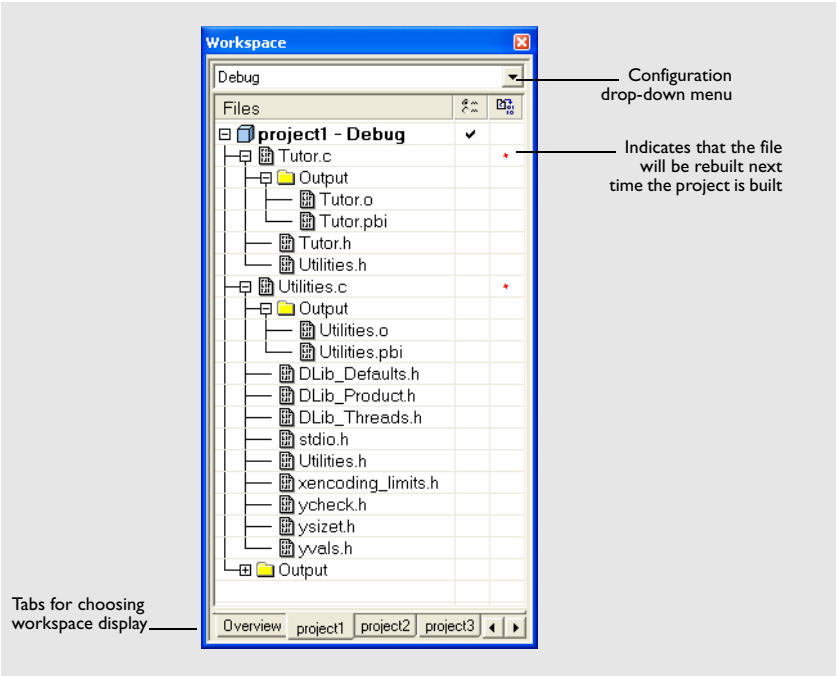 Workspace
Debug
Configuration
drop-down menu
Files
project1 - Debug
Indicates that the file
will be rebuilt next
time the project is built
Tutor.c
Output
Tutor.o
Tutor.pbi
Tutor.h
Utilities.h
Utilities.c
Output
Utilities.o
Utilities.pbi
DLib_Defaults.h
DLib_Product.h
DLib_Threads.h
stdio.h
Utilities.h
xencoding_limits.h
ycheck.h
ysizet.h
yvals.h
Output
Tabs for choosing
workspace display
Overview project1 project2 project3